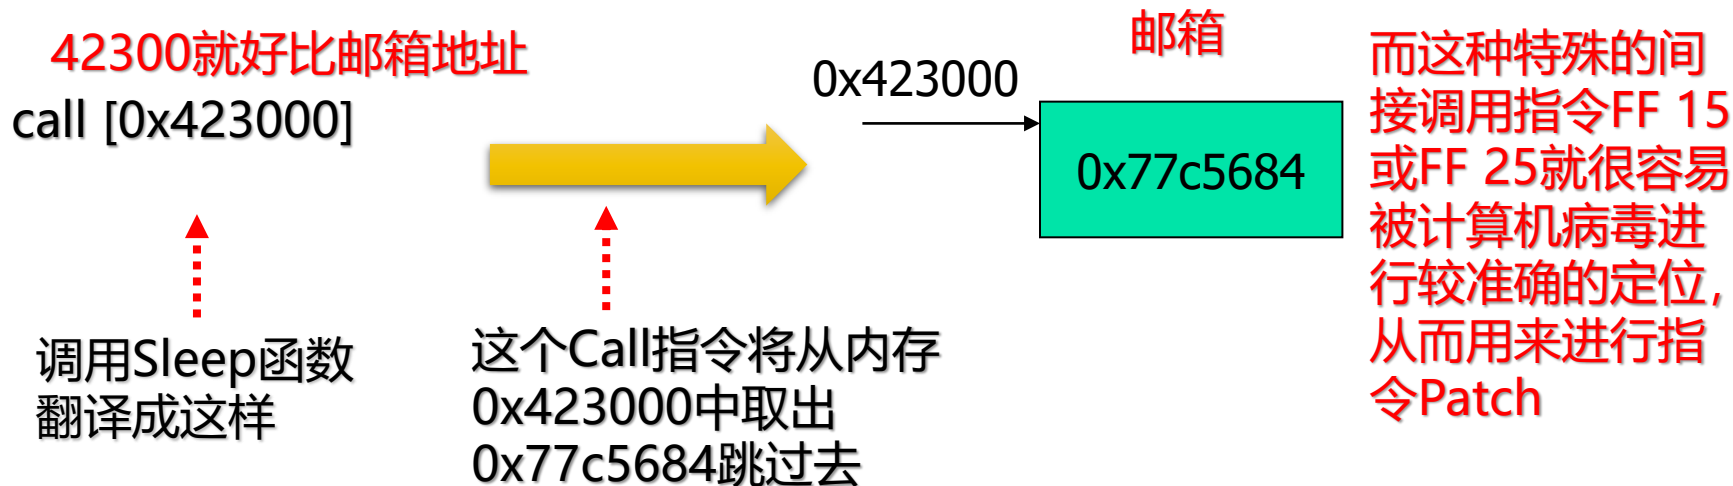 42300就好比邮箱地址
call [0x423000]
调用Sleep函数
翻译成这样
这个Call指令将从内存
0x423000中取出
0x77c5684跳过去
0x423000
邮箱
0x77c5684
而这种特殊的间
接调用指令FF 15
或FF 25就很容易
被计算机病毒进
行较准确的定位，
从而用来进行指
令Patch